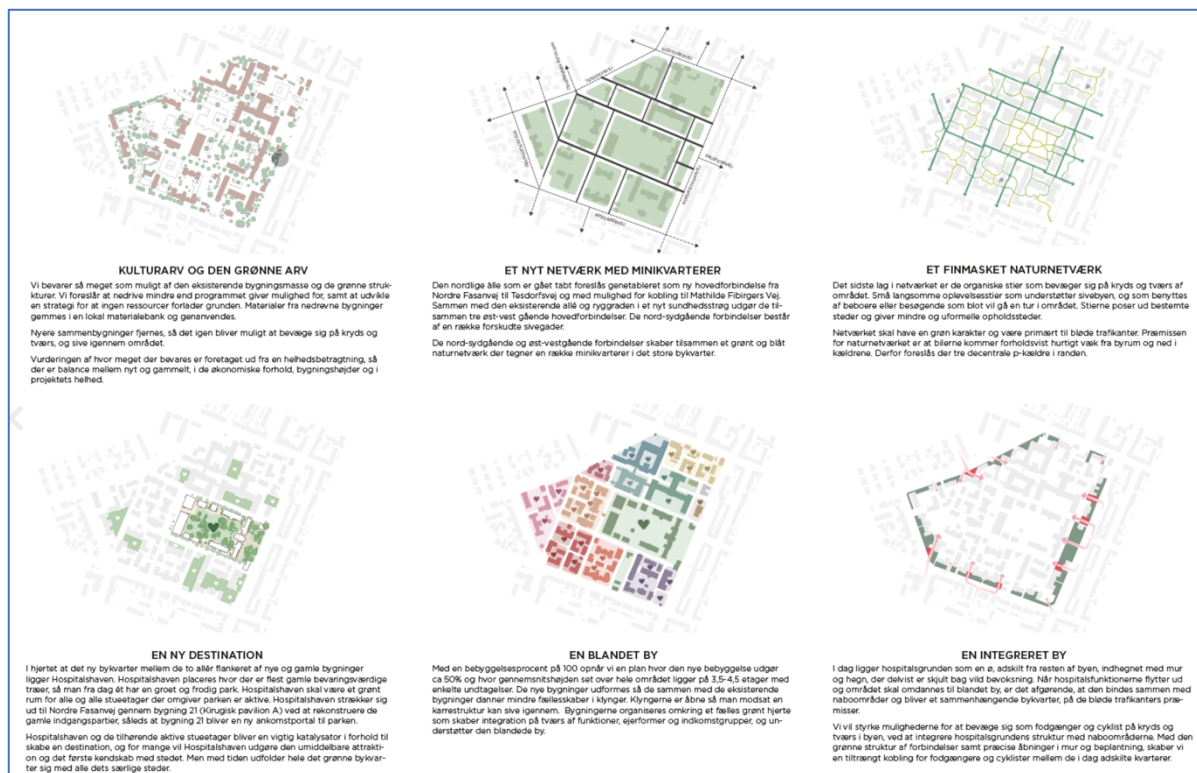 KULTURARV OG DEN GRØNNE ARV
Vi bevarer så meget som muligt af den eksisterende bygningsmasse og de grønne struk-
turer. Vi foreslår at nedrive mindre end programmet giver mulighed for, samt at udvikle
en strategi for at ingen ressourcer forlader grunden. Materialer fra nedrevne bygninger
gemmes i en lokal materialebank og genanvendes.
Nyere sammenbygninger fjernes, så det igen bliver muligt at bevæge sig på kryds og
tværs, og sive igennem området.
Vurderingen af hvor meget der bevares er foretaget ud fra en helhedsbetragtning, så
der er balance mellem nyt og gammelt, i de økonomiske forhold, bygningshøjder og i
projektets helhed.
ET NYT NETVÆRK MED MINIKVARTERER
Den nordlige alle som er gået tabt foreslås genetableret som ny hovedforbindelse fra
Nordre Fasanvej til Tesdorfsvej og med mulighed for kobling til Mathilde Fibigers Vej.
Sammen med den eksisterende allé og ryggraden i et nyt sundhedsstrøg udgør de til-
sammen tre øst-vest gående hovedforbindelser. De nord-sydgående forbindelser består
af en række forskudte sivegader.
De nord-sydgående og øst-vestgående forbindelser skaber tilsammen et grønt og blåt
naturnetværk der tegner en række minikvarterer i det store bykvarter.
ET FINMASKET NATURNETVÆRK
Det sidste lag i netværket er de organiske stier som bevæger sig på kryds og tværs af
området. Små langsomme oplevelsesstier som understøtter sivebyen, og som benyttes
af beboere eller besøgende som blot vil gå en tur i området. Stierne poser ud bestemte
steder og giver mindre og uformelle opholdssteder.
Netværket skal have en grøn karakter og være primært til bløde trafikanter. Præmissen
for naturnetværket er at bilerne kommer forholdsvist hurtigt væk fra byrum og ned i
kældrene. Derfor foreslås der tre decentrale p-kældre i randen.
EN NY DESTINATION
I hjertet at det ny bykvarter mellem de to allér flankeret af nye og gamle bygninger
ligger Hospitalshaven. Hospitalshaven placeres hvor der er flest gamle bevaringsværdige
træer, så man fra dag ét har en groet og frodig park. Hospitalshaven skal være et grønt
rum for alle og alle stueetager der omgiver parken er aktive. Hospitalshaven strækker sig
ud til Nordre Fasanvej gennem bygning 21 (Kirugisk pavilion A) ved at rekonstruere de
gamle indgangspartier, således at bygning 21 bliver en ny ankomstportal til parken.
Hospitalshaven og de tilhørende aktive stueetager bliver en vigtig katalysator i forhold til
skabe en destination, og for mange vil Hospitalshaven udgøre den umiddelbare attrakti-
on og det første kendskab med stedet. Men med tiden udfolder hele det grønne bykvar-
ter sig med alle dets særlige steder.
EN BLANDET BY
Med en bebyggelsesprocent på 100 opnår vi en plan hvor den nye bebyggelse udgør
ca 50% og hvor gennemsnitshøjden set over hele området ligger på 3,5-4,5 etager med
enkelte undtagelser. De nye bygninger udformes så de sammen med de eksisterende
bygninger danner mindre fællesskaber i klynger. Klyngerne er åbne så man modsat en
karrestruktur kan sive igennem. Bygningerne organiseres omkring et fælles grønt hjerte
som skaber integration på tværs af funktioner, ejerformer og indkomstgrupper, og un-
derstøtter den blandede by.
EN INTEGRERET BY
I dag ligger hospitalsgrunden som en ø, adskilt fra resten af byen, indhegnet med mur
og hegn, der delvist er skjult bag vild bevoksning. Når hospitalsfunktionerne flytter ud
og området skal omdannes til blandet by, er det afgørende, at den bindes sammen med
naboområder og bliver et sammenhængende bykvarter, på de bløde trafikanters præ-
misser.
Vi vil styrke mulighederne for at bevæge sig som fodgænger og cyklist på kryds og
tværs i byen, ved at integrere hospitalsgrundens struktur med naboområderne. Med den
grønne struktur af forbindelser samt præcise åbninger i mur og beplantning, skaber vi
en tiltrængt kobling for fodgængere og cyklister mellem de i dag adskilte kvarterer.